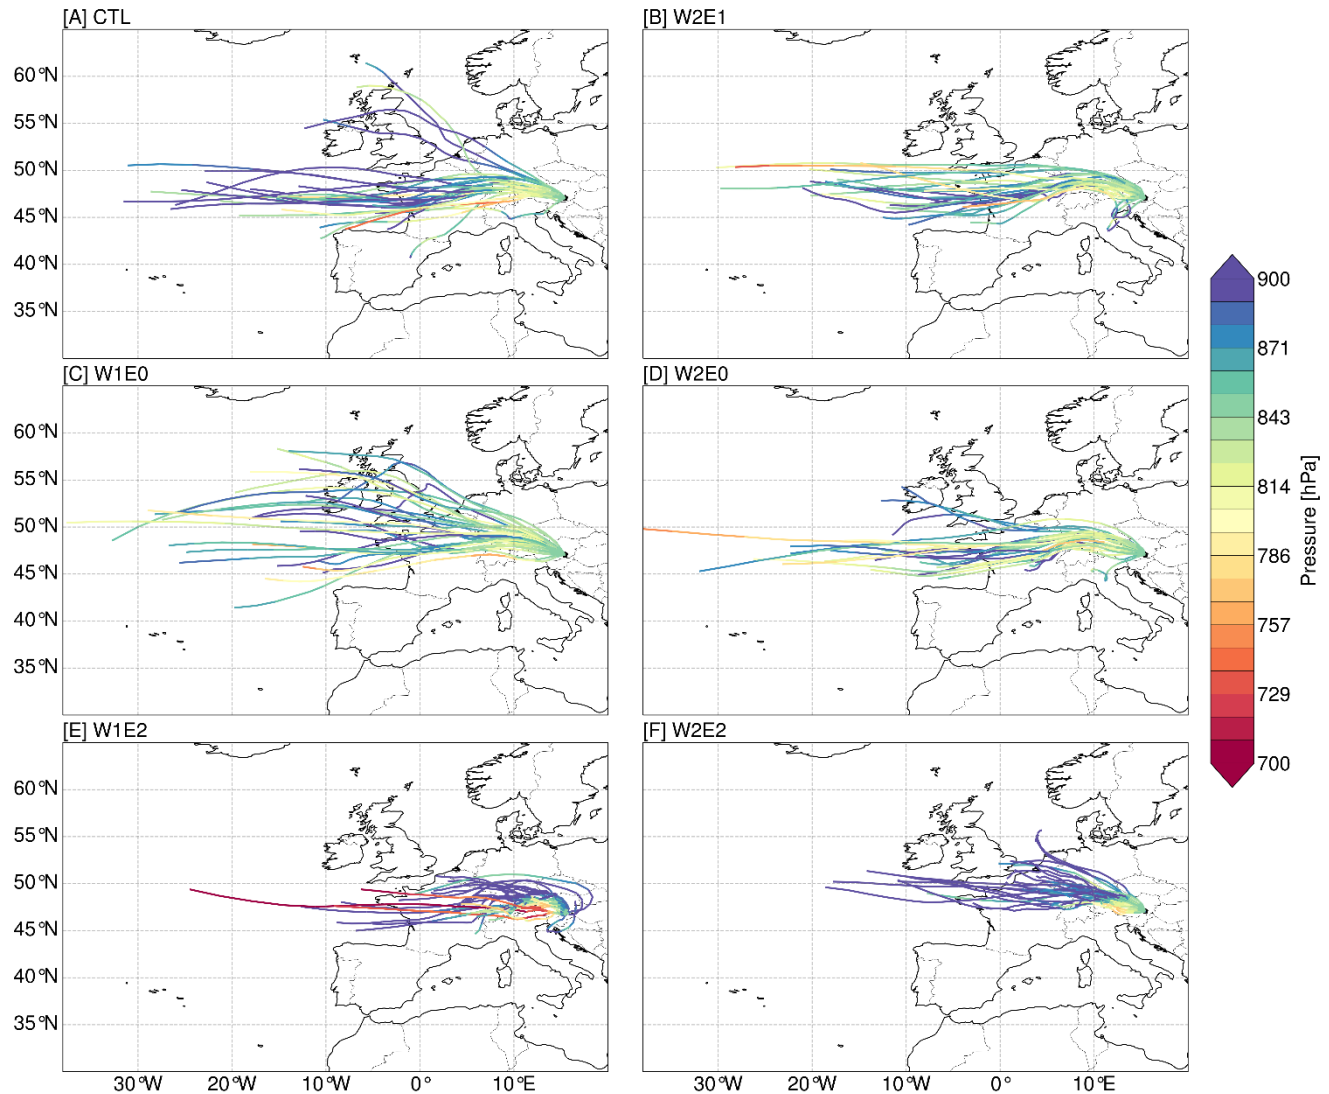 [A] CTL
[B] W2E1
60°N
55°N
50°N
45°N
40°N
35°N
[C] W1E0
[D] W2E0
60°N
55°N
50°N
45°N
40°N
35°N
[E] W1E2
[F] W2E2
60°N
55°N
50°N
45°N
40°N
35°N
30°W 20°W 10°W 0° 10°E
30°W 20°W 10°W 0° 10°E
900
871
843
814
786
757
729
700
Pressure [hPa]